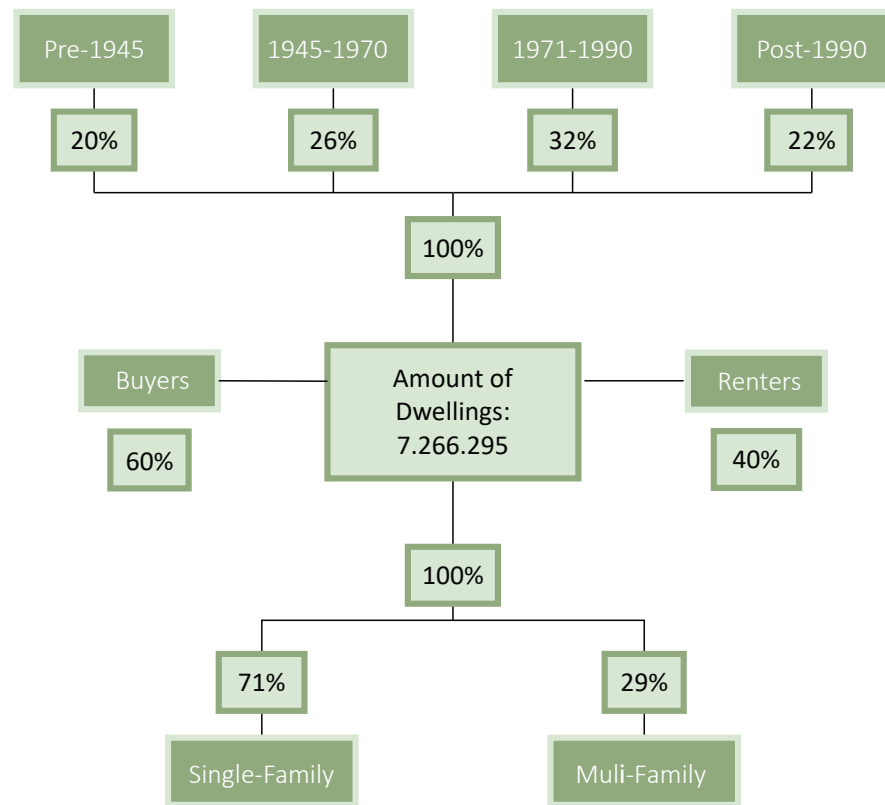 Pre-1945
1945-1970
1971-1990
Post-1990
20%
26%
32%
22%
100%
Buyers
Amount of
Dwellings:
7.266.295
Renters
60%
40%
100%
71%
29%
Single-Family
Muli-Family